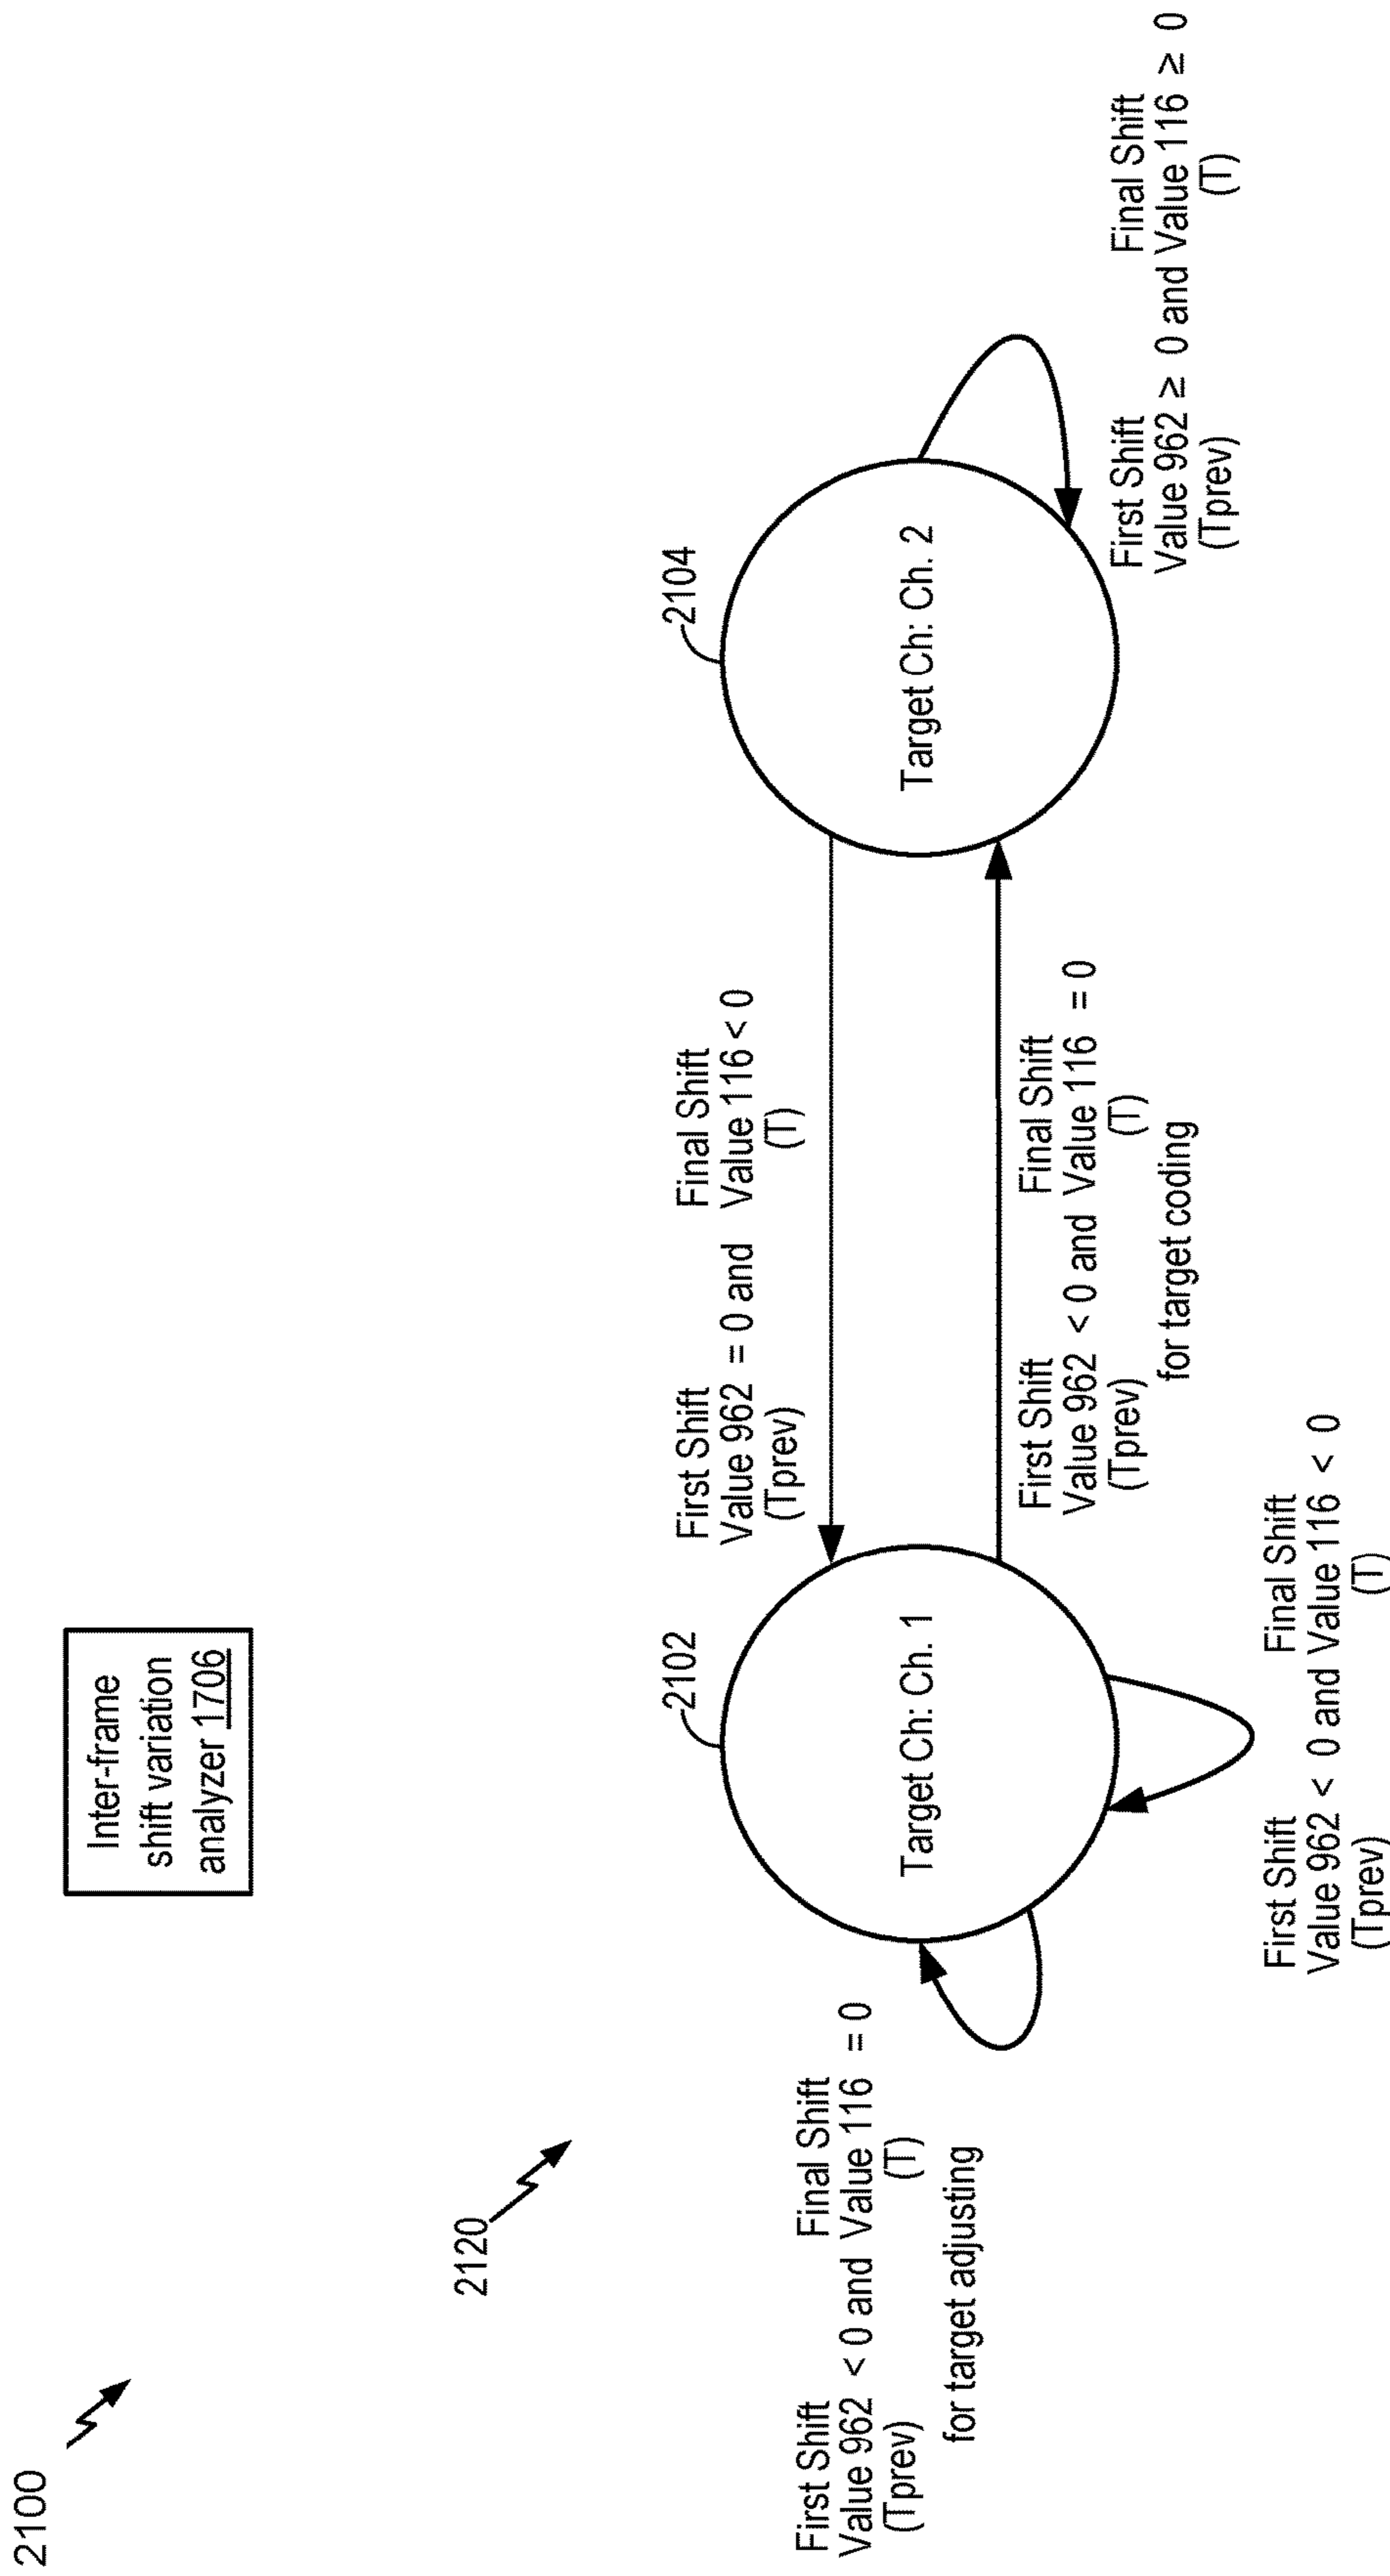 2100
Inter-frame
shift variation
analyzer 1706
2120
First Shift Final Shift
Value 962 < 0 and Value 116 = 0
(Tprev) (T)
for target adjusting
2102
Target Ch: Ch. 1
First Shift Final Shift
Value 962 < 0 and Value 116 < 0
(Tprev) (T)
First Shift Final Shift
Value 962 = 0 and Value 116 < 0
(Tprev) (T)
First Shift Final Shift
Value 962 < 0 and Value 116 = 0
(Tprev) (T)
for target coding
2104
Target Ch: Ch. 2
First Shift Final Shift
Value 962 ≥ 0 and Value 116 ≥ 0
(Tprev) (T)